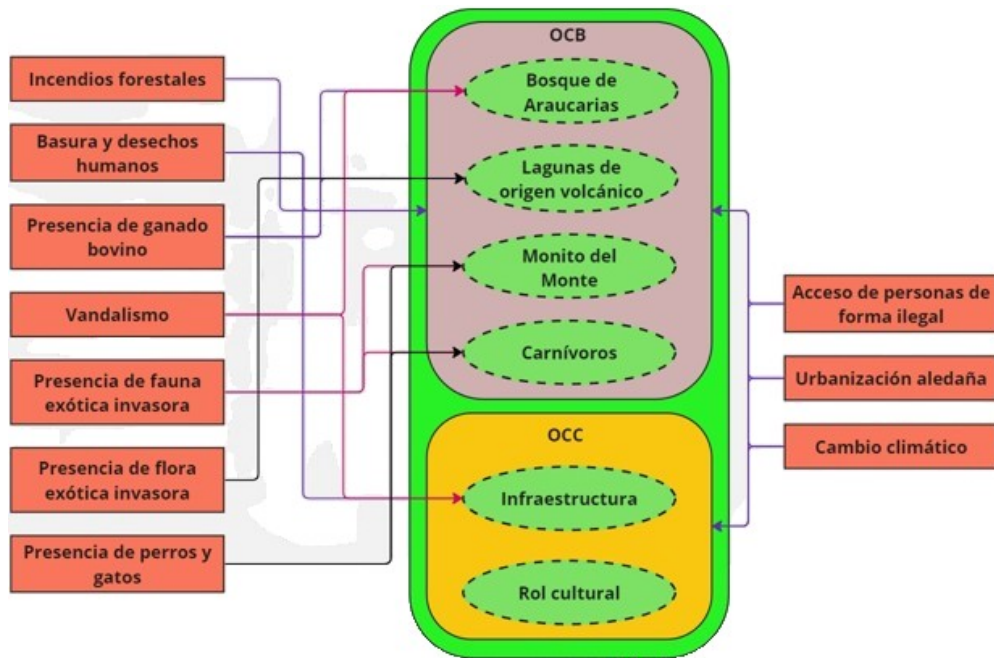 Incendios forestales
Basura y desechos
humanos
Presencia de ganado
bovino
Vandalismo
Presencia de fauna
exótica invasora
Presencia de flora
exótica invasora
Presencia de perros y
gatos
OCB
Bosque de
Araucarias
Lagunas de
origen volcánico
Monito del
Monte
Carnívoros
OCC
Infraestructura
Rol cultural
Acceso de personas de
forma ilegal
Urbanización aledaña
Cambio climático